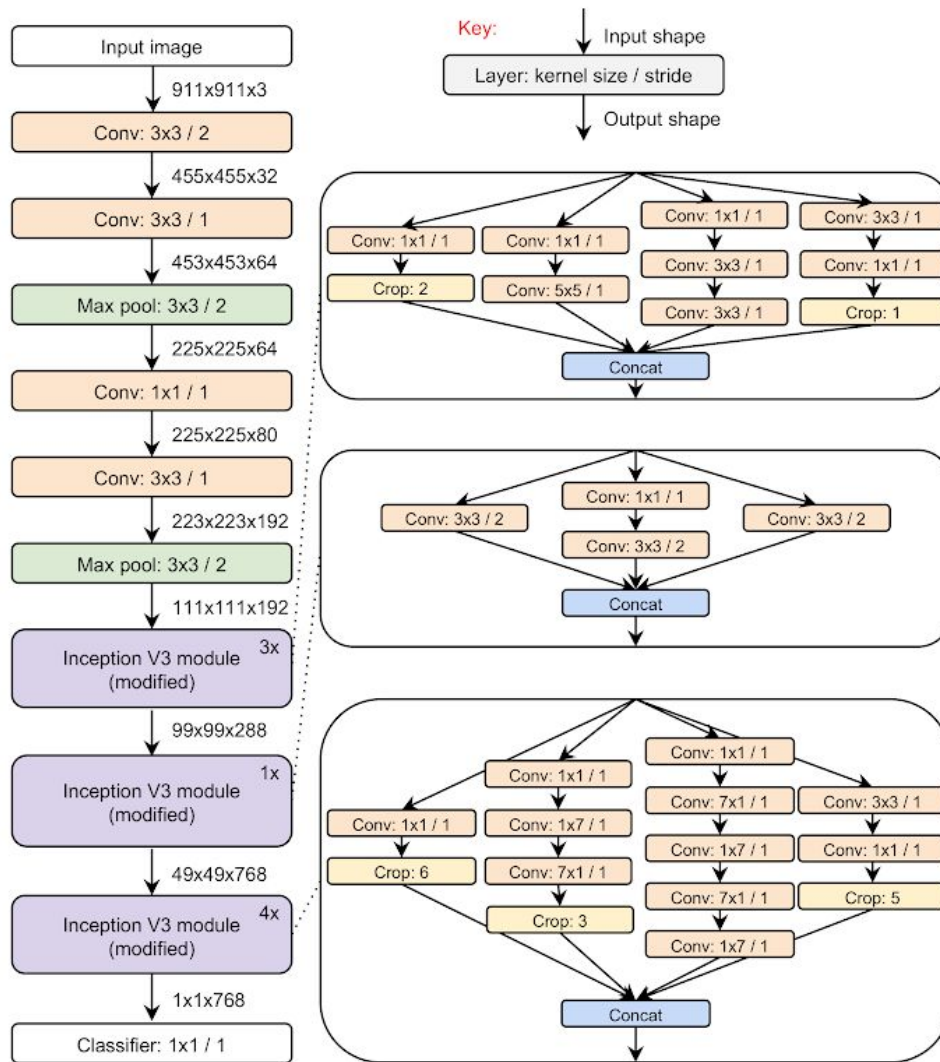 Input image
911x911x3
Conv: 3x3 / 2
455x455x32
Conv: 3x3 / 1
453x453x64
Max pool: 3x3 / 2
225x225x64
Conv: 1x1 / 1
225x225x80
Conv: 3x3 / 1
223x223x192
Max pool: 3x3 / 2
111x111x192
Inception V3 module
(modified)
3x
99x99x288
Inception V3 module
(modified)
1x
49x49x768
Inception V3 module
(modified)
4x
1x1x768
Classifier: 1x1 / 1
Key:
Input shape
Layer: kernel size / stride
Output shape
Conv: 1x1 / 1
Crop: 2
Conv: 1x1 / 1
Conv: 5x5 / 1
Conv: 1x1 / 1
Conv: 3x3 / 1
Conv: 3x3 / 1
Conv: 3x3 / 1
Conv: 1x1 / 1
Crop: 1
Concat
Conv: 3x3 / 2
Conv: 1x1 / 1
Conv: 3x3 / 2
Conv: 3x3 / 2
Concat
Conv: 1x1 / 1
Crop: 6
Conv: 1x1 / 1
Conv: 1x7 / 1
Conv: 7x1 / 1
Crop: 3
Conv: 1x1 / 1
Conv: 7x1 / 1
Conv: 1x7 / 1
Conv: 7x1 / 1
Conv: 1x7 / 1
Conv: 3x3 / 1
Conv: 1x1 / 1
Crop: 5
Concat